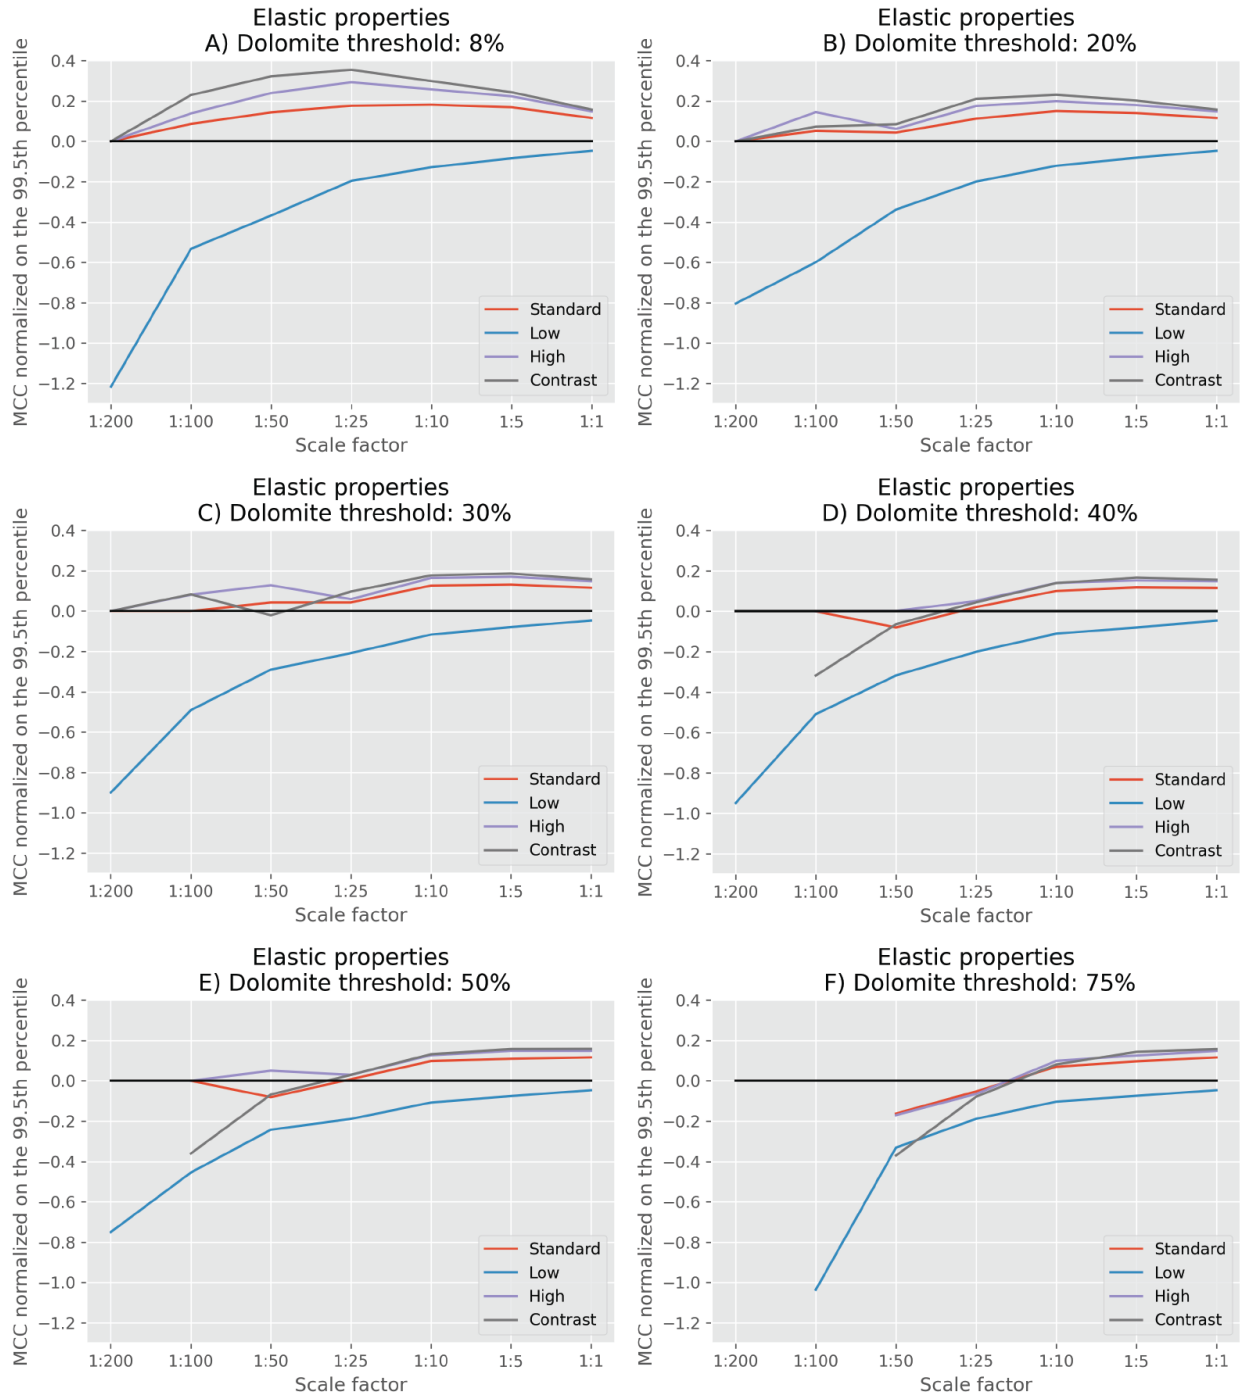 Elastic properties
A) Dolomite threshold: 8%
MCC normalized on the 99.5th percentile
0.4
0.2
0.0
−0.2
−0.4
−0.6
−0.8
−1.0
−1.2
Standard
Low
High
Contrast
1:200 1:100 1:50 1:25 1:10 1:5 1:1
Scale factor
Elastic properties
B) Dolomite threshold: 20%
MCC normalized on the 99.5th percentile
0.4
0.2
0.0
−0.2
−0.4
−0.6
−0.8
−1.0
−1.2
Standard
Low
High
Contrast
1:200 1:100 1:50 1:25 1:10 1:5 1:1
Scale factor
Elastic properties
C) Dolomite threshold: 30%
MCC normalized on the 99.5th percentile
0.4
0.2
0.0
−0.2
−0.4
−0.6
−0.8
−1.0
−1.2
Standard
Low
High
Contrast
1:200 1:100 1:50 1:25 1:10 1:5 1:1
Scale factor
Elastic properties
D) Dolomite threshold: 40%
MCC normalized on the 99.5th percentile
0.4
0.2
0.0
−0.2
−0.4
−0.6
−0.8
−1.0
−1.2
Standard
Low
High
Contrast
1:200 1:100 1:50 1:25 1:10 1:5 1:1
Scale factor
Elastic properties
E) Dolomite threshold: 50%
MCC normalized on the 99.5th percentile
0.4
0.2
0.0
−0.2
−0.4
−0.6
−0.8
−1.0
−1.2
Standard
Low
High
Contrast
1:200 1:100 1:50 1:25 1:10 1:5 1:1
Scale factor
Elastic properties
F) Dolomite threshold: 75%
MCC normalized on the 99.5th percentile
0.4
0.2
0.0
−0.2
−0.4
−0.6
−0.8
−1.0
−1.2
Standard
Low
High
Contrast
1:200 1:100 1:50 1:25 1:10 1:5 1:1
Scale factor